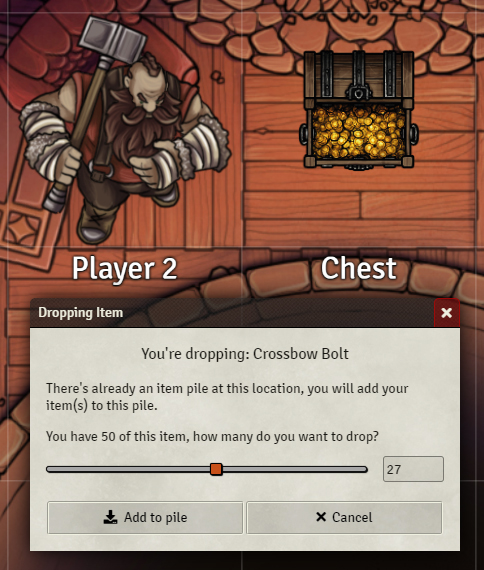 Player 2
Chest
Dropping Item
You're dropping: Crossbow Bolt
There's already an item pile at this location, you will add your
item(s) to this pile.
You have 50 of this item, how many do you want to drop?
27
Add to pile
Cancel